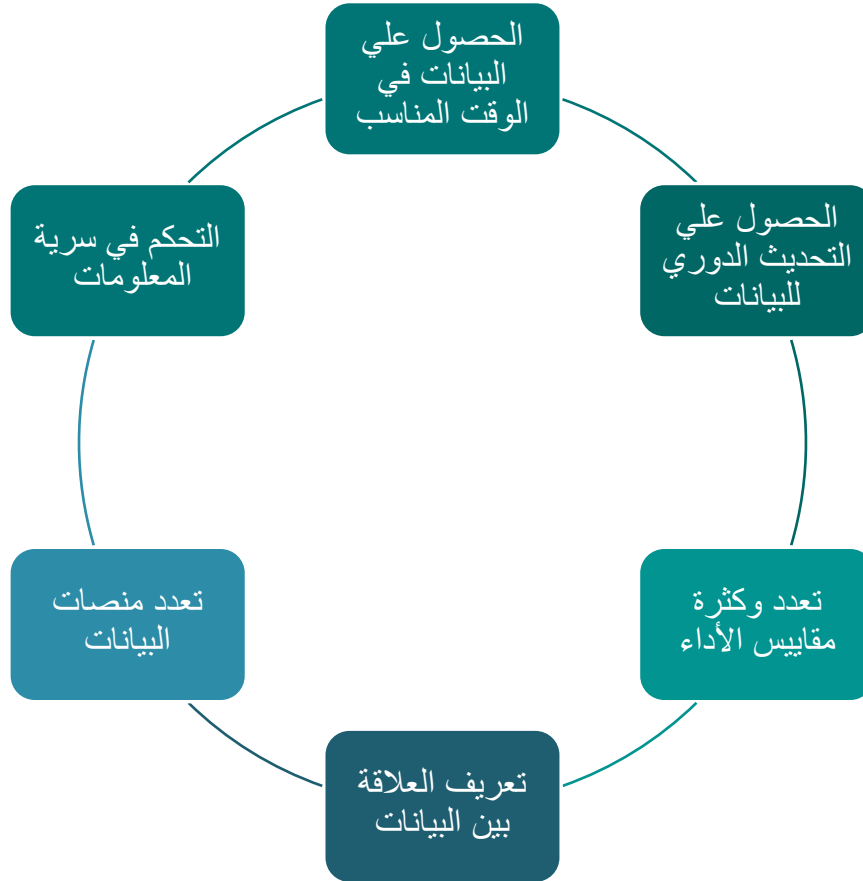 الحصول علي
البيانات في
الوقت المناسب
الحصول علي
التحديث الدوري
للبيانات
تعدد وكثرة
مقاييس الأداء
تعريف العلاقة
بين البيانات
تعدد منصات
البيانات
التحكم في سرية
المعلومات